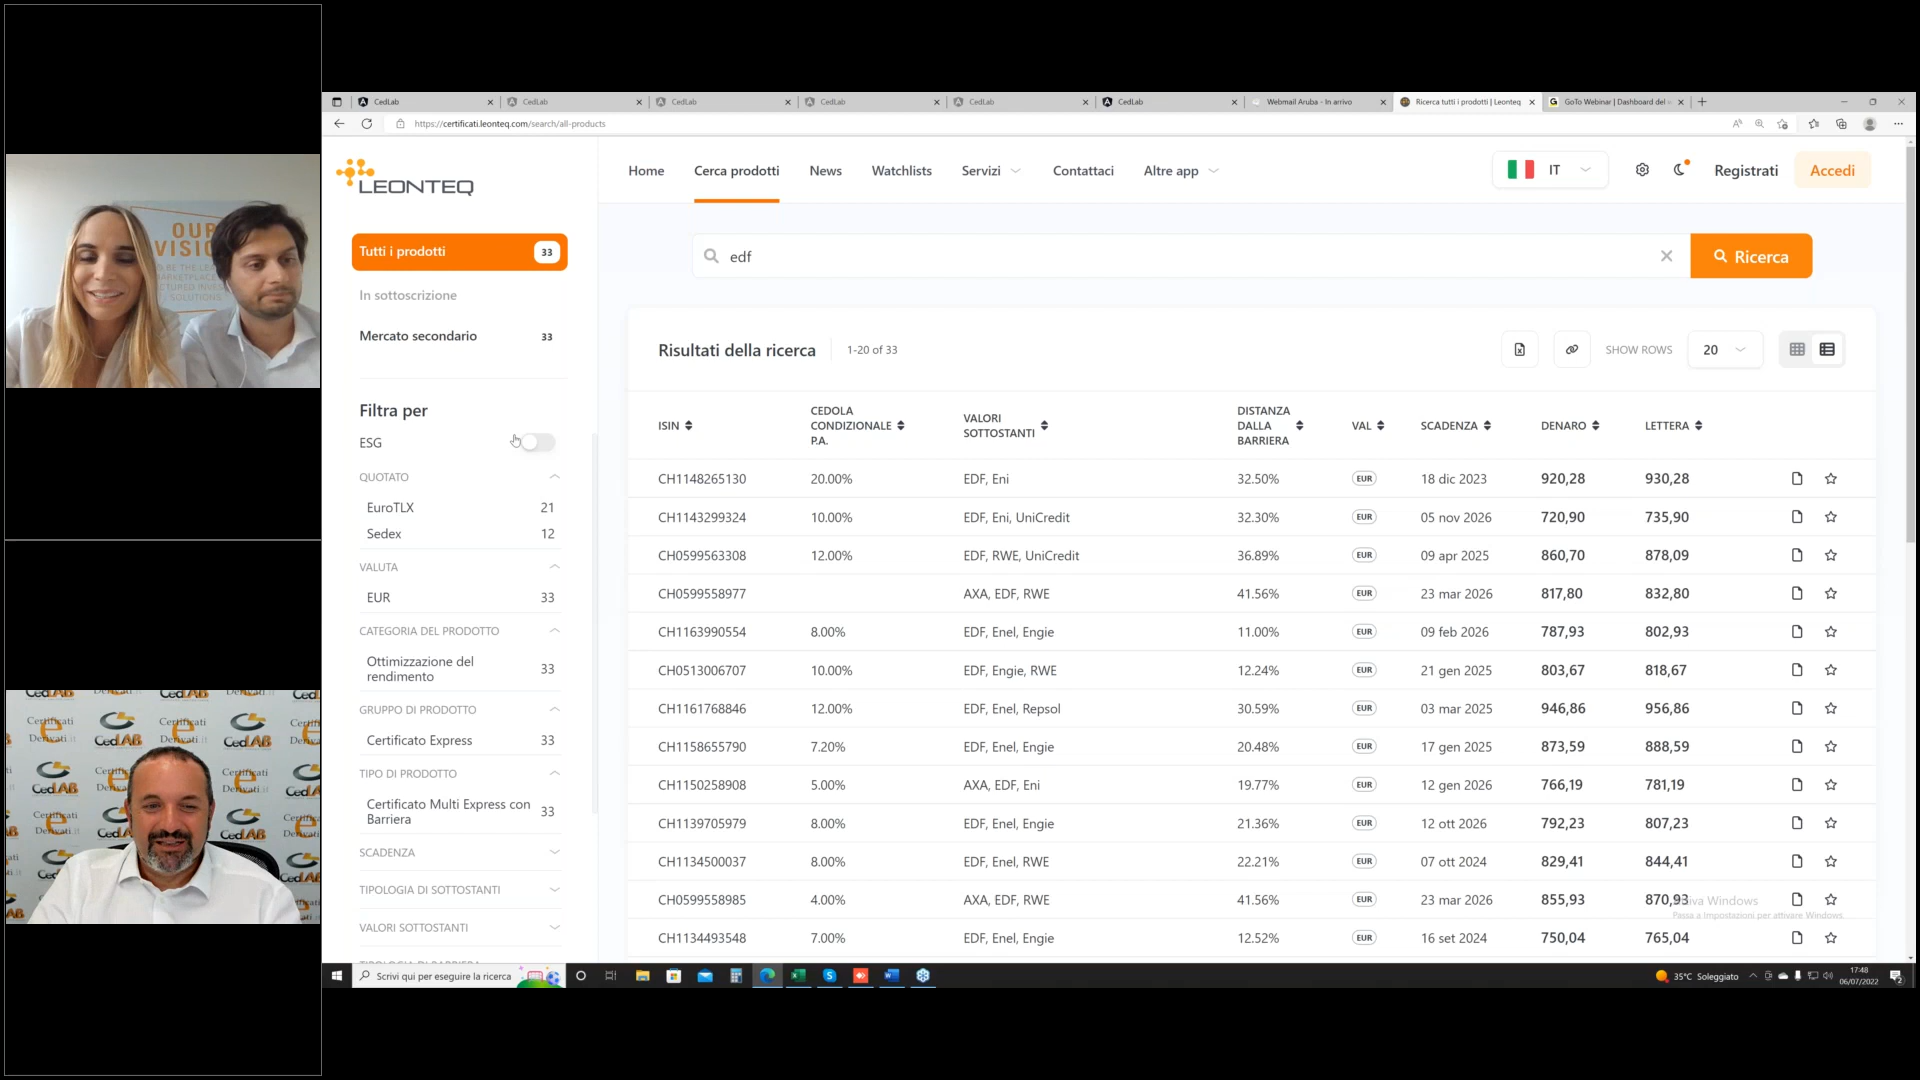 CedLab
CedLab
CedLab
CedLab
CedLab
CedLab
Webmail Aruba - In arrivo
Ricerca tutti i prodotti | Leonteq
GoTo Webinar | Dashboard del
https://certificati.leonteq.com/search/all-products
LEONTEQ
Home
Cerca prodotti
News
Watchlists
Servizi
Contattaci
Altre app
IT
Registrati
Accedi
Tutti i prodotti 33
In sottoscrizione
Mercato secondario 33
Filtra per
ESG
QUOTATO
EuroTLX 21
Sedex 12
VALUTA
EUR 33
CATEGORIA DEL PRODOTTO
Ottimizzazione del
rendimento 33
GRUPPO DI PRODOTTO
Certificato Express 33
TIPO DI PRODOTTO
Certificato Multi Express con
Barriera 33
SCADENZA
TIPOLOGIA DI SOTTOSTANTI
VALORI SOTTOSTANTI
edf
Ricerca
Risultati della ricerca 1-20 of 33
SHOW ROWS 20
ISIN
CEDOLA
CONDIZIONALE
P.A.
VALORI
SOTTOSTANTI
DISTANZA
DALLA
BARRIERA
VAL
SCADENZA
DENARO
LETTERA
CH1148265130 20.00% EDF, Eni 32.50% EUR 18 dic 2023 920,28 930,28
CH1143299324 10.00% EDF, Eni, UniCredit 32.30% EUR 05 nov 2026 720,90 735,90
CH0599563308 12.00% EDF, RWE, UniCredit 36.89% EUR 09 apr 2025 860,70 878,09
CH0599558977 AXA, EDF, RWE 41.56% EUR 23 mar 2026 817,80 832,80
CH1163990554 8.00% EDF, Enel, Engie 11.00% EUR 09 feb 2026 787,93 802,93
CH0513006707 10.00% EDF, Engie, RWE 12.24% EUR 21 gen 2025 803,67 818,67
CH1161768846 12.00% EDF, Enel, Repsol 30.59% EUR 03 mar 2025 946,86 956,86
CH1158655790 7.20% EDF, Enel, Engie 20.48% EUR 17 gen 2025 873,59 888,59
CH1150258908 5.00% AXA, EDF, Eni 19.77% EUR 12 gen 2026 766,19 781,19
CH1139705979 8.00% EDF, Enel, Engie 21.36% EUR 12 ott 2026 792,23 807,23
CH1134500037 8.00% EDF, Enel, RWE 22.21% EUR 07 ott 2024 829,41 844,41
CH0599558985 4.00% AXA, EDF, RWE 41.56% EUR 23 mar 2026 855,93 870,93
CH1134493548 7.00% EDF, Enel, Engie 12.52% EUR 16 set 2024 750,04 765,04
Passa a Impostazioni per attivare Windows.
Scrivi qui per eseguire la ricerca
35°C Soleggiato
17:48
06/07/2022
OUR
VISIO
Certificati
Derivati.it
CedLAB